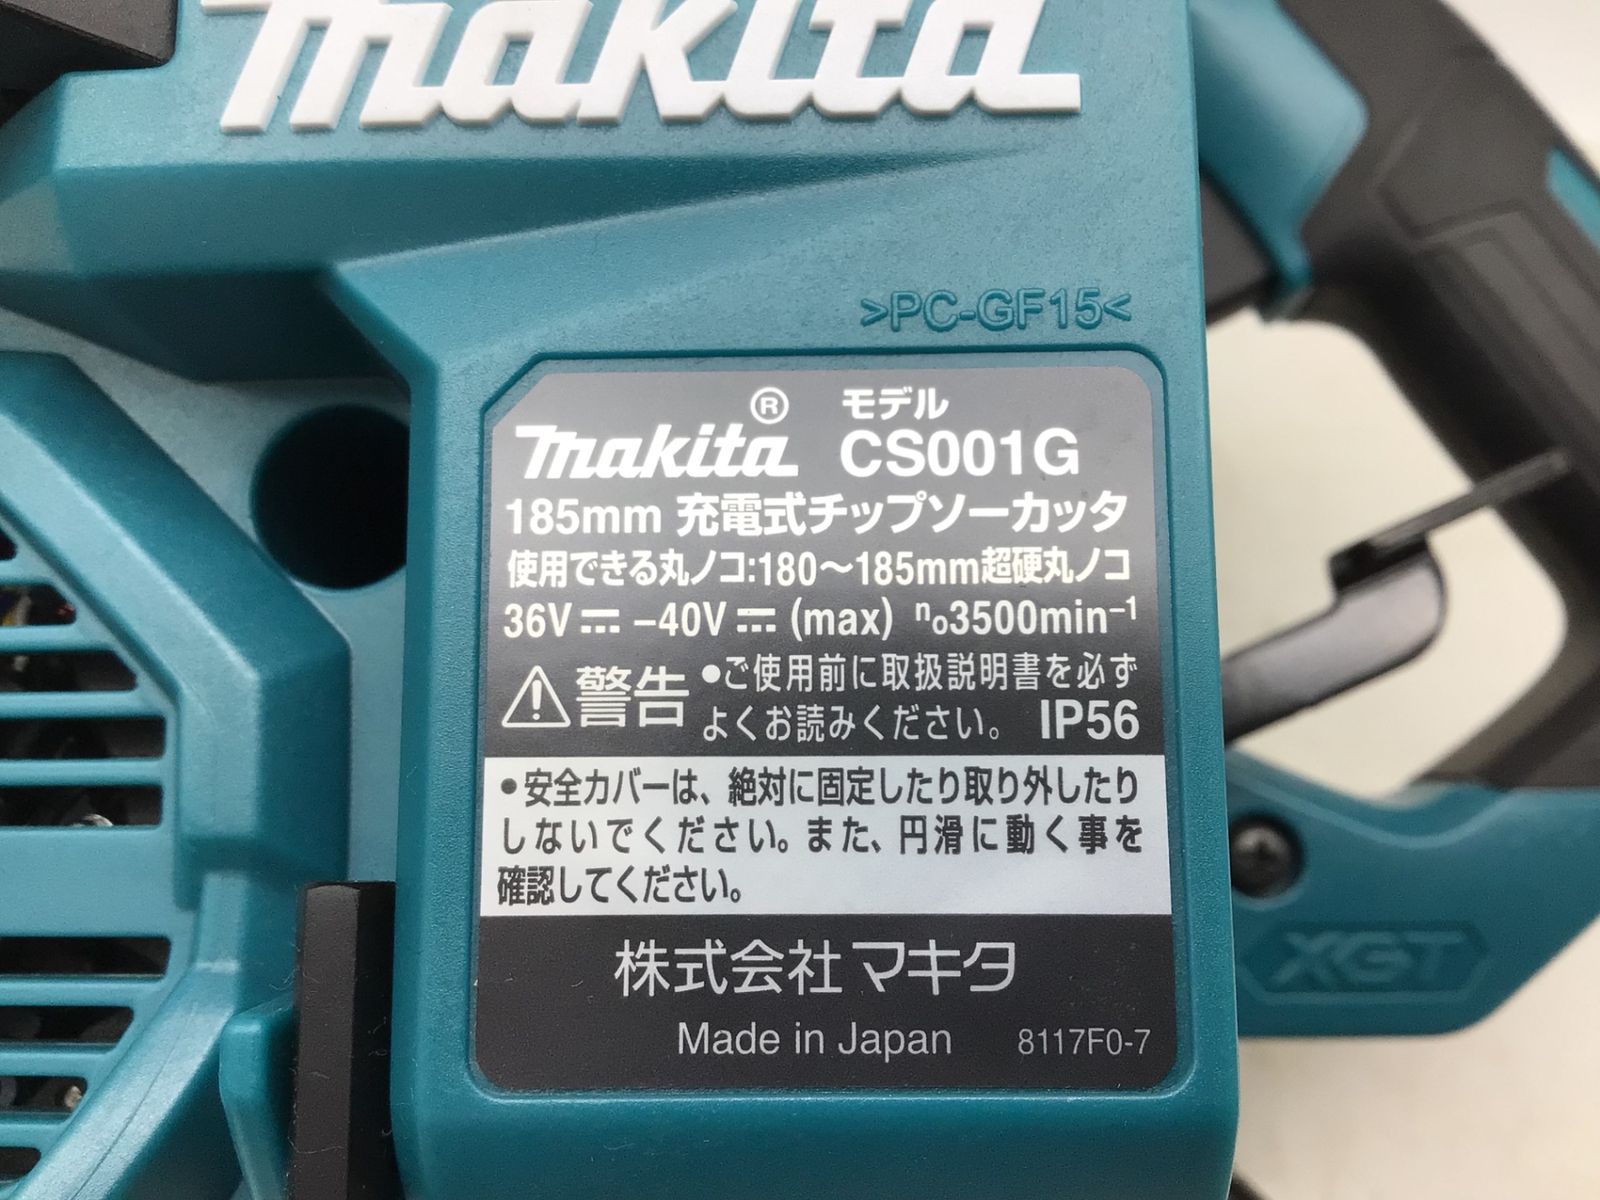 makita
>PC-GF15<
makita® モデル
CS001G
185mm 充電式チップソーカッタ
使用できる丸ノコ:180～185mm超硬丸ノコ
36V⎓ -40V⎓ (max) n₀3500min⁻¹
⚠警告 •ご使用前に取扱説明書を必ず
よくお読みください。 IP56
•安全カバーは、絶対に固定したり取り外したり
しないでください。また、円滑に動く事を
確認してください。
株式会社マキタ
Made in Japan 8117F0-7
XGT